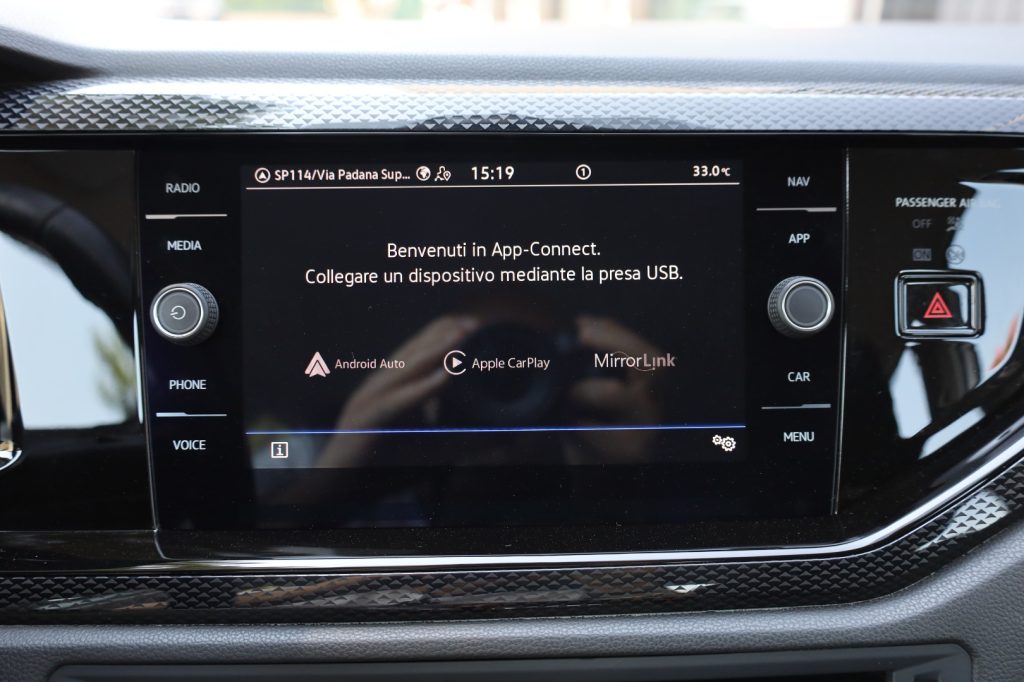 RADIO
MEDIA
PHONE
VOICE
SP114/Via Padana Sup... 15:19 1 33.0°C
Benvenuti in App-Connect.
Collegare un dispositivo mediante la presa USB.
Android Auto Apple CarPlay MirrorLink
i
NAV
APP
CAR
MENU
PASSENGER AIRBAG
OFF
ON